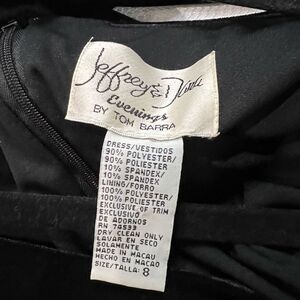 Jeffrey & Dara
Evenings
BY TOM BARRA
DRESS/VESTIDOS
90% POLYESTER/
90% POLIESTER
10% SPANDEX/
10% SPANDEX
LINING/FORRO
100% POLYESTER/
100% POLIESTER
EXCLUSIVE OF TRIM
EXCLUSIVO
DE ADORNOS
RN 74533
DRY CLEAN ONLY
LAVAR EN SECO
SOLAMENTE
MADE IN MACAU
HECHO EN MACAO
SIZE/TALLA: 8